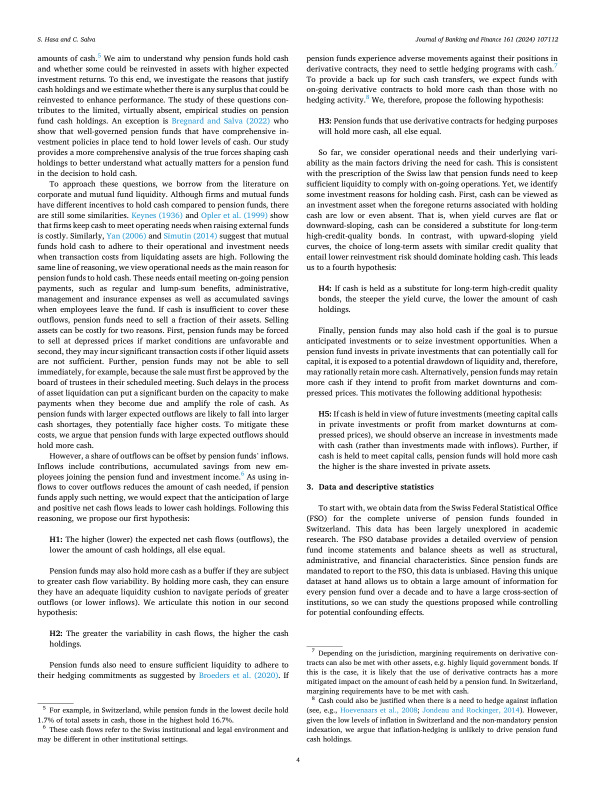 S. Hasa and C. Salva
Journal of Banking and Finance 161 (2024) 107112
amounts of cash.5 We aim to understand why pension funds hold cash
and whether some could be reinvested in assets with higher expected
investment returns. To this end, we investigate the reasons that justify
cash holdings and we estimate whether there is any surplus that could be
reinvested to enhance performance. The study of these questions con-
tributes to the limited, virtually absent, empirical studies on pension
fund cash holdings. An exception is Bregnard and Salva (2022) who
show that well-governed pension funds that have comprehensive in-
vestment policies in place tend to hold lower levels of cash. Our study
provides a more comprehensive analysis of the true forces shaping cash
holdings to better understand what actually matters for a pension fund
in the decision to hold cash.
To approach these questions, we borrow from the literature on
corporate and mutual fund liquidity. Although firms and mutual funds
have different incentives to hold cash compared to pension funds, there
are still some similarities. Keynes (1936) and Opler et al. (1999) show
that firms keep cash to meet operating needs when raising external funds
is costly. Similarly, Yan (2006) and Simutin (2014) suggest that mutual
funds hold cash to adhere to their operational and investment needs
when transaction costs from liquidating assets are high. Following the
same line of reasoning, we view operational needs as the main reason for
pension funds to hold cash. These needs entail meeting on-going pension
payments, such as regular and lump-sum benefits, administrative,
management and insurance expenses as well as accumulated savings
when employees leave the fund. If cash is insufficient to cover these
outflows, pension funds need to sell a fraction of their assets. Selling
assets can be costly for two reasons. First, pension funds may be forced
to sell at depressed prices if market conditions are unfavorable and
second, they may incur significant transaction costs if other liquid assets
are not sufficient. Further, pension funds may not be able to sell
immediately, for example, because the sale must first be approved by the
board of trustees in their scheduled meeting. Such delays in the process
of asset liquidation can put a significant burden on the capacity to make
payments when they become due and amplify the role of cash. As
pension funds with larger expected outflows are likely to fall into larger
cash shortages, they potentially face higher costs. To mitigate these
costs, we argue that pension funds with large expected outflows should
hold more cash.
However, a share of outflows can be offset by pension funds' inflows.
Inflows include contributions, accumulated savings from new em-
ployees joining the pension fund and investment income.6 As using in-
flows to cover outflows reduces the amount of cash needed, if pension
funds apply such netting, we would expect that the anticipation of large
and positive net cash flows leads to lower cash holdings. Following this
reasoning, we propose our first hypothesis:
H1: The higher (lower) the expected net cash flows (outflows), the
lower the amount of cash holdings, all else equal.
Pension funds may also hold more cash as a buffer if they are subject
to greater cash flow variability. By holding more cash, they can ensure
they have an adequate liquidity cushion to navigate periods of greater
outflows (or lower inflows). We articulate this notion in our second
hypothesis:
H2: The greater the variability in cash flows, the higher the cash
holdings.
Pension funds also need to ensure sufficient liquidity to adhere to
their hedging commitments as suggested by Broeders et al. (2020). If
5 For example, in Switzerland, while pension funds in the lowest decile hold
1.7% of total assets in cash, those in the highest hold 16.7%.
6 These cash flows refer to the Swiss institutional and legal environment and
may be different in other institutional settings.
pension funds experience adverse movements against their positions in
derivative contracts, they need to settle hedging programs with cash.7
To provide a back up for such cash transfers, we expect funds with
on-going derivative contracts to hold more cash than those with no
hedging activity.8 We, therefore, propose the following hypothesis:
H3: Pension funds that use derivative contracts for hedging purposes
will hold more cash, all else equal.
So far, we consider operational needs and their underlying vari-
ability as the main factors driving the need for cash. This is consistent
with the prescription of the Swiss law that pension funds need to keep
sufficient liquidity to comply with on-going operations. Yet, we identify
some investment reasons for holding cash. First, cash can be viewed as
an investment asset when the foregone returns associated with holding
cash are low or even absent. That is, when yield curves are flat or
downward-sloping, cash can be considered a substitute for long-term
high-credit-quality bonds. In contrast, with upward-sloping yield
curves, the choice of long-term assets with similar credit quality that
entail lower reinvestment risk should dominate holding cash. This leads
us to a fourth hypothesis:
H4: If cash is held as a substitute for long-term high-credit quality
bonds, the steeper the yield curve, the lower the amount of cash
holdings.
Finally, pension funds may also hold cash if the goal is to pursue
anticipated investments or to seize investment opportunities. When a
pension fund invests in private investments that can potentially call for
capital, it is exposed to a potential drawdown of liquidity and, therefore,
may rationally retain more cash. Alternatively, pension funds may retain
more cash if they intend to profit from market downturns and com-
pressed prices. This motivates the following additional hypothesis:
H5: If cash is held in view of future investments (meeting capital calls
in private investments or profit from market downturns at com-
pressed prices), we should observe an increase in investments made
with cash (rather than investments made with inflows). Further, if
cash is held to meet capital calls, pension funds will hold more cash
the higher is the share invested in private assets.
3. Data and descriptive statistics
To start with, we obtain data from the Swiss Federal Statistical Office
(FSO) for the complete universe of pension funds founded in
Switzerland. This data has been largely unexplored in academic
research. The FSO database provides a detailed overview of pension
fund income statements and balance sheets as well as structural,
administrative, and financial characteristics. Since pension funds are
mandated to report to the FSO, this data is unbiased. Having this unique
dataset at hand allows us to obtain a large amount of information for
every pension fund over a decade and to have a large cross-section of
institutions, so we can study the questions proposed while controlling
for potential confounding effects.
7 Depending on the jurisdiction, margining requirements on derivative con-
tracts can also be met with other assets, e.g. highly liquid government bonds. If
this is the case, it is likely that the use of derivative contracts has a more
mitigated impact on the amount of cash held by a pension fund. In Switzerland,
margining requirements have to be met with cash.
8 Cash could also be justified when there is a need to hedge against inflation
(see, e.g., Hoevenaars et al., 2008; Jondeau and Rockinger, 2014). However,
given the low levels of inflation in Switzerland and the non-mandatory pension
indexation, we argue that inflation-hedging is unlikely to drive pension fund
cash holdings.
4